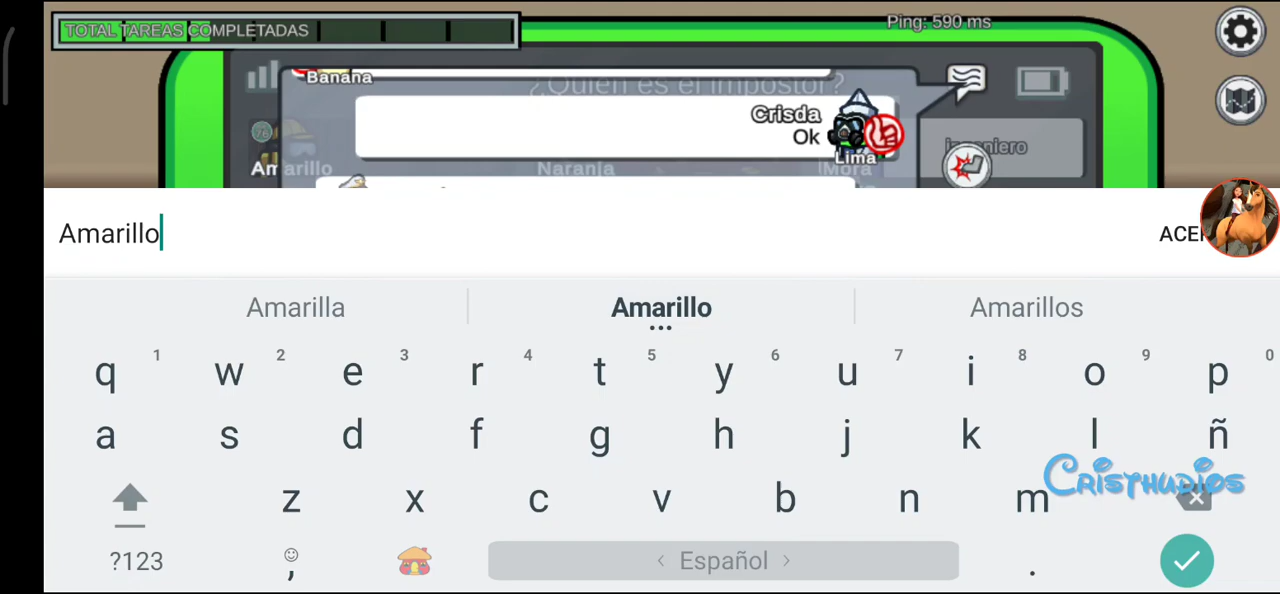 TOTAL TAREAS COMPLETADAS
Ping: 590 ms
Banana
¿Quién es el impostor?
Crisda
Ok
Lima
Amarillo
Naranja
Mora
Amarillo
Amarilla
Amarillo
Amarillos
q 1 w 2 e 3 r 4 t 5 y 6 u 7 i 8 o 9 p 0
a s d f g h j k l ñ
z x c v b n m
CRISTHUDIOS
?123 , < Español > .